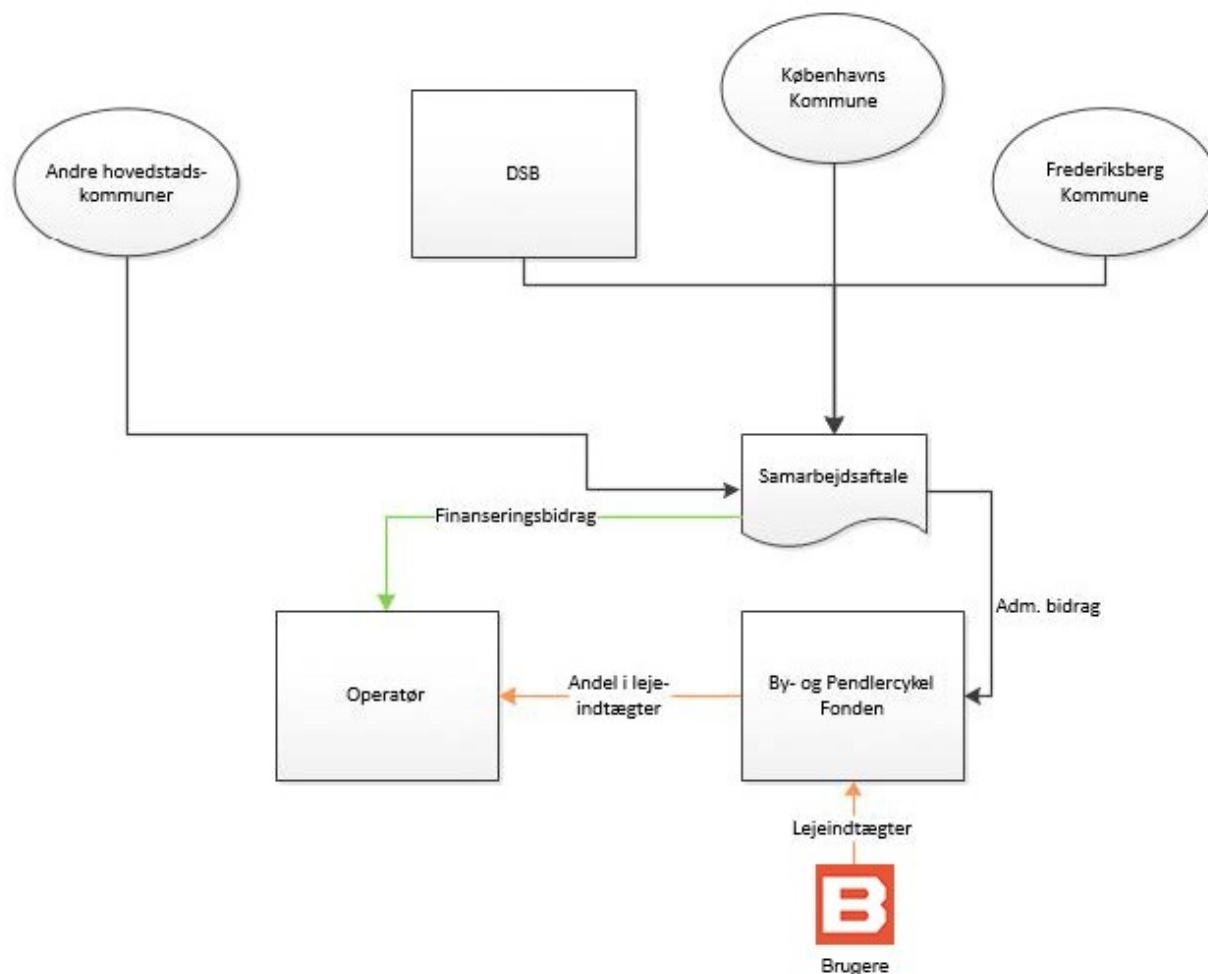 Københavns
Kommune
Andre hovedstads-
kommuner
DSB
Frederiksberg
Kommune
Samarbejdsaftale
Finanseringsbidrag
Adm. bidrag
Operatør
Andel i leje-
indtægter
By- og Pendlercykel
Fonden
Lejeindtægter
B
Brugere